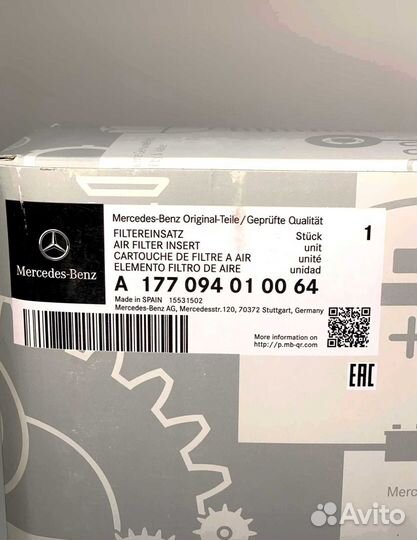 Mercedes-Benz
Mercedes-Benz Original-Teile/Geprüfte Qualität
FILTEREINSATZ Stück 1
AIR FILTER INSERT unit
CARTOUCHE DE FILTRE A AIR unité
ELEMENTO FILTRO DE AIRE unidad
A 177 094 01 00 64
Made in SPAIN 15531502
Mercedes-Benz AG, Mercedesstr.120, 70372 Stuttgart, Germany
More information on
http://p.mb-qr.com
EAC
Merc
Avito